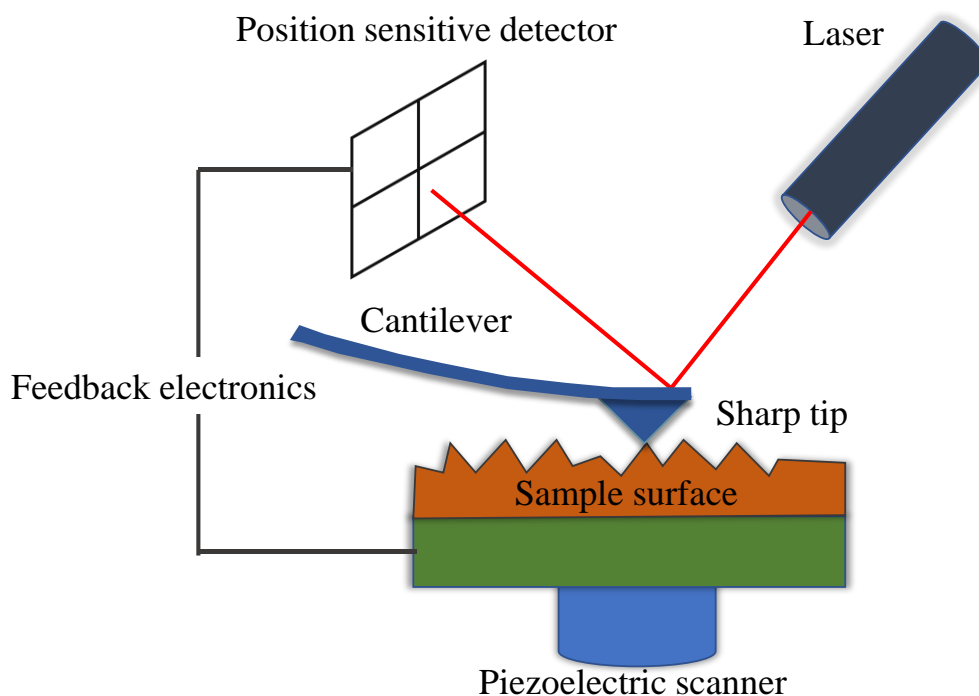 Position sensitive detector
Laser
Cantilever
Feedback electronics
Sharp tip
Sample surface
Piezoelectric scanner